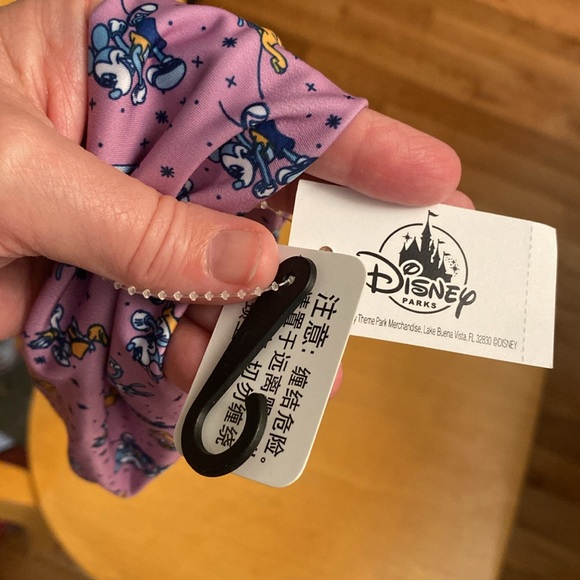 Disney
PARKS
y Theme Park Merchandise, Lake Buena Vista, FL 32830 ©DISNEY
注意：缠结危险。
置于远离
切勿缠绕